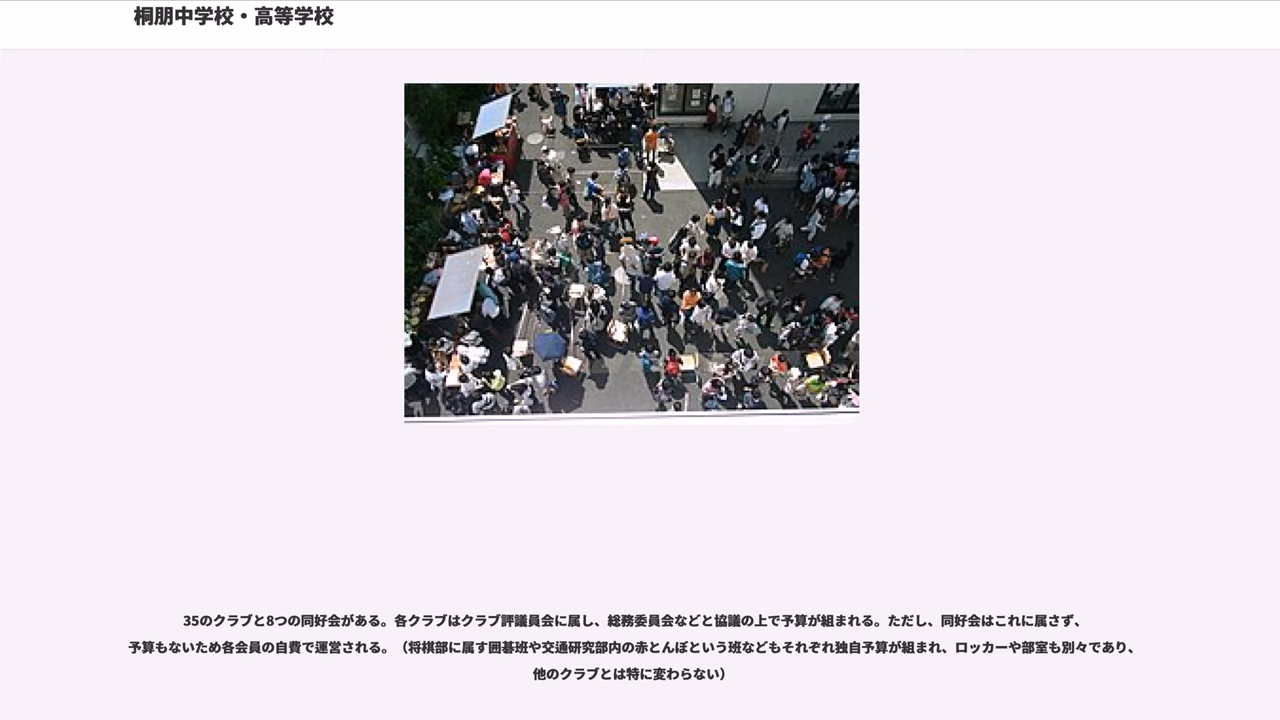 桐朋中学校・高等学校
35のクラブと8つの同好会がある。各クラブはクラブ評議員会に属し、総務委員会などと協議の上で予算が組まれる。ただし、同好会はこれに属さず、
予算もないため各会員の自費で運営される。（将棋部に属す囲碁班や交通研究部内の赤とんぼという班などもそれぞれ独自予算が組まれ、ロッカーや部室も別々であり、
他のクラブとは特に変わらない）